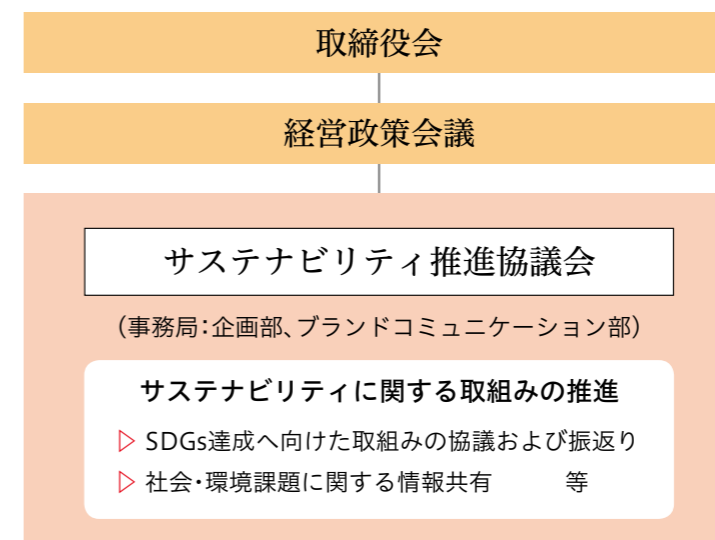 取締役会
経営政策会議
サステナビリティ推進協議会
（事務局：企画部、ブランドコミュニケーション部）
サステナビリティに関する取組みの推進
▷ SDGs達成へ向けた取組みの協議および振返り
▷ 社会・環境課題に関する情報共有　　　等